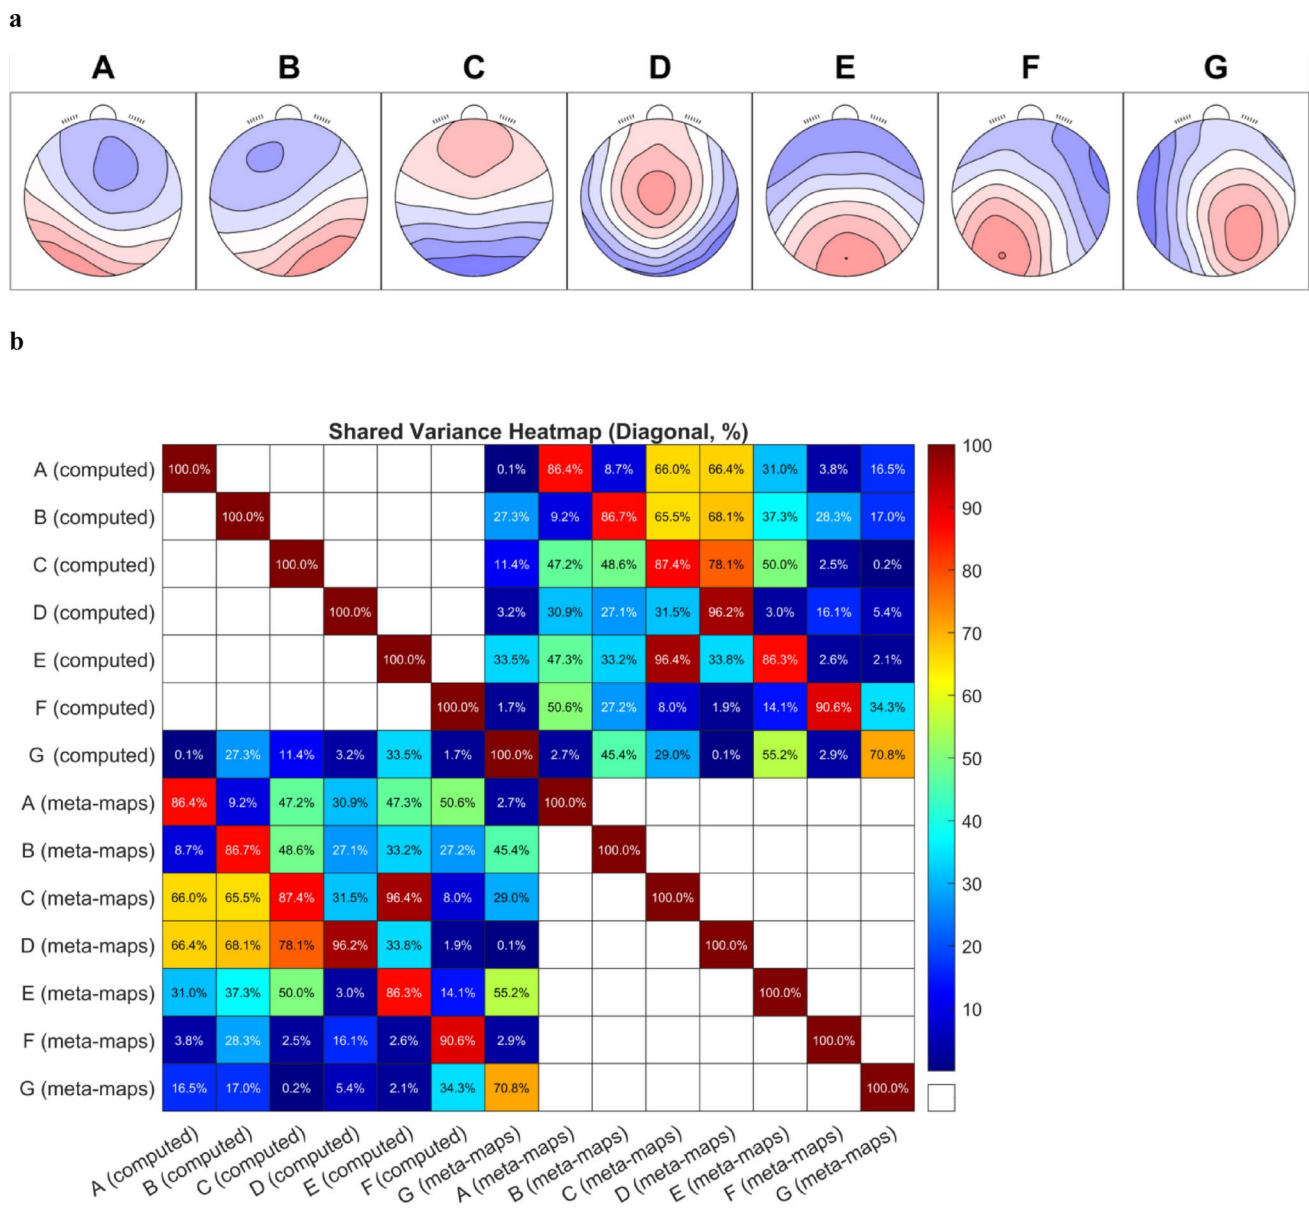 a
A B C D E F G
b
Shared Variance Heatmap (Diagonal, %)
A (computed) 100.0% 0.1% 86.4% 8.7% 66.0% 66.4% 31.0% 3.8% 16.5%
B (computed) 100.0% 27.3% 9.2% 86.7% 65.5% 68.1% 37.3% 28.3% 17.0%
C (computed) 100.0% 11.4% 47.2% 48.6% 87.4% 78.1% 50.0% 2.5% 0.2%
D (computed) 100.0% 3.2% 30.9% 27.1% 31.5% 96.2% 3.0% 16.1% 5.4%
E (computed) 100.0% 33.5% 47.3% 33.2% 96.4% 33.8% 86.3% 2.6% 2.1%
F (computed) 100.0% 1.7% 50.6% 27.2% 8.0% 1.9% 14.1% 90.6% 34.3%
G (computed) 0.1% 27.3% 11.4% 3.2% 33.5% 1.7% 100.0% 2.7% 45.4% 29.0% 0.1% 55.2% 2.9% 70.8%
A (meta-maps) 86.4% 9.2% 47.2% 30.9% 47.3% 50.6% 2.7% 100.0%
B (meta-maps) 8.7% 86.7% 48.6% 27.1% 33.2% 27.2% 45.4% 100.0%
C (meta-maps) 66.0% 65.5% 87.4% 31.5% 96.4% 8.0% 29.0% 100.0%
D (meta-maps) 66.4% 68.1% 78.1% 96.2% 33.8% 1.9% 0.1% 100.0%
E (meta-maps) 31.0% 37.3% 50.0% 3.0% 86.3% 14.1% 55.2% 100.0%
F (meta-maps) 3.8% 28.3% 2.5% 16.1% 2.6% 90.6% 2.9% 100.0%
G (meta-maps) 16.5% 17.0% 0.2% 5.4% 2.1% 34.3% 70.8% 100.0%
A (computed)
B (computed)
C (computed)
D (computed)
E (computed)
F (computed)
G (meta-maps)
A (meta-maps)
B (meta-maps)
C (meta-maps)
D (meta-maps)
E (meta-maps)
F (meta-maps)
G (meta-maps)
100
90
80
70
60
50
40
30
20
10